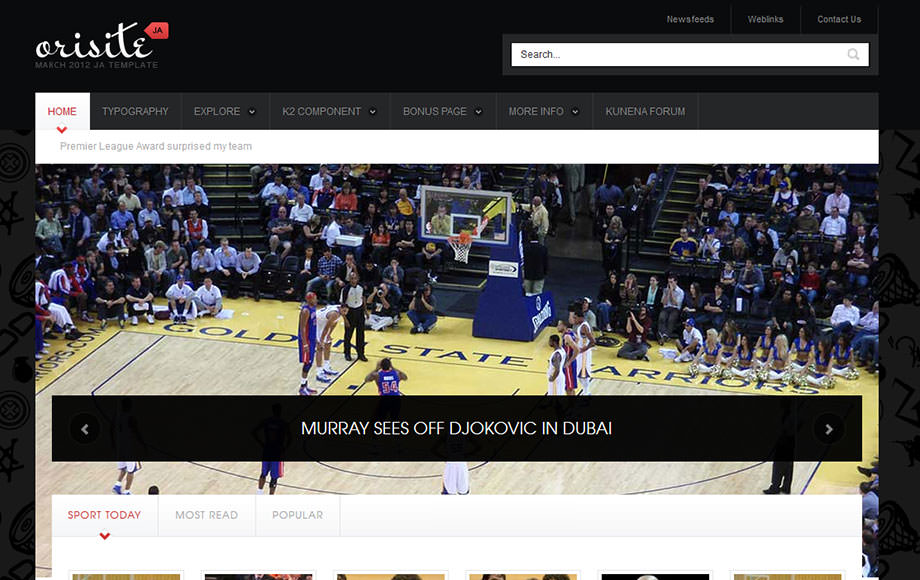 Newsfeeds
Weblinks
Contact Us
orisite JA
MARCH 2012 JA TEMPLATE
Search...
HOME
TYPOGRAPHY
EXPLORE
K2 COMPONENT
BONUS PAGE
MORE INFO
KUNENA FORUM
Premier League Award surprised my team
GOLDEN STATE WARRIORS
SPALDING
54
MURRAY SEES OFF DJOKOVIC IN DUBAI
SPORT TODAY
MOST READ
POPULAR